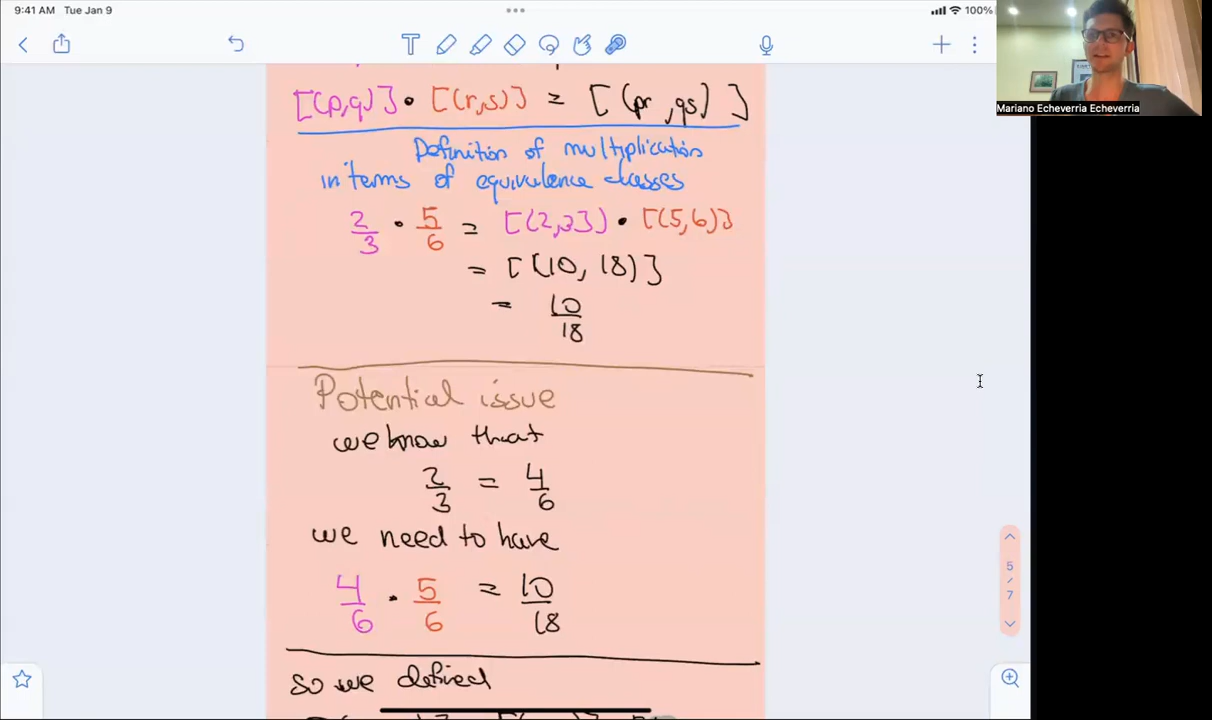 9:41 AM Tue Jan 9
100%
Mariano Echeverria Echeverria
[(p,q)] • [(r,s)] = [(pr,qs)]
Definition of multiplication
in terms of equivalence classes
2/3 • 5/6 = [(2,3)] • [(5,6)]
= [(10, 18)]
= 10/18
Potential issue
we know that
2/3 = 4/6
we need to have
4/6 • 5/6 = 10/18
so we defined
5
/
7